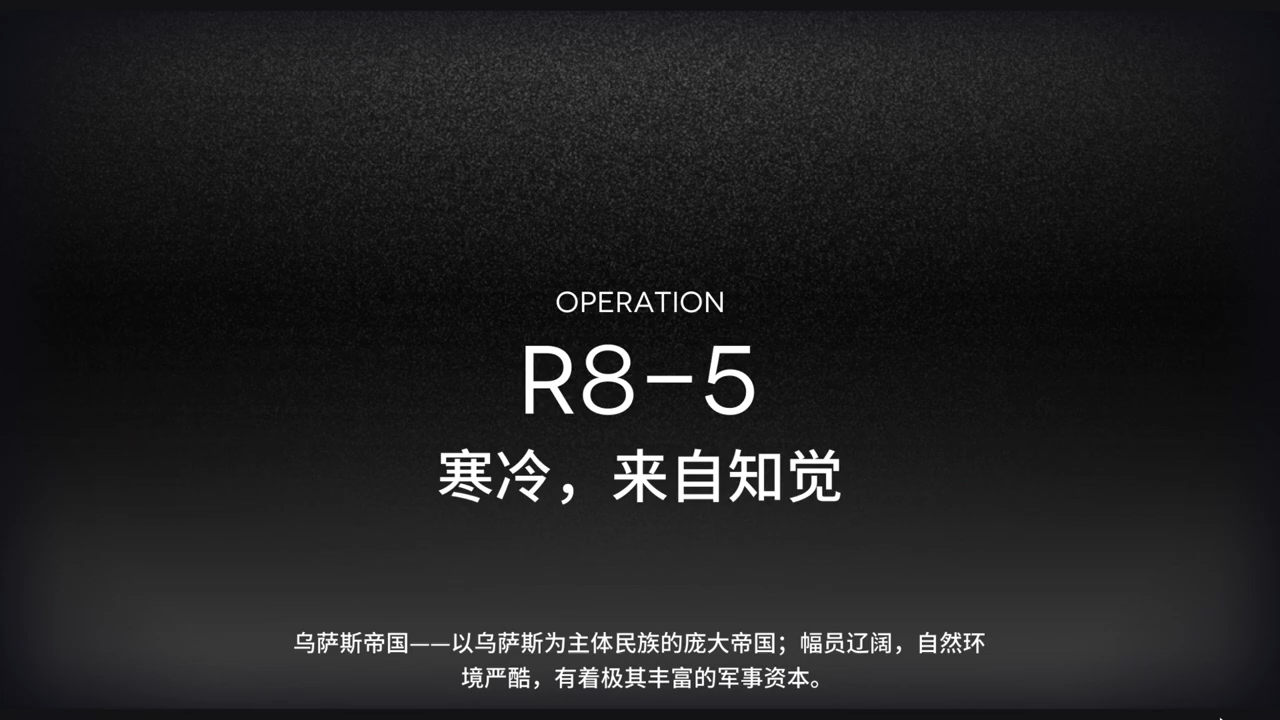 OPERATION
R8-5
寒冷，来自知觉
乌萨斯帝国——以乌萨斯为主体民族的庞大帝国；幅员辽阔，自然环
境严酷，有着极其丰富的军事资本。